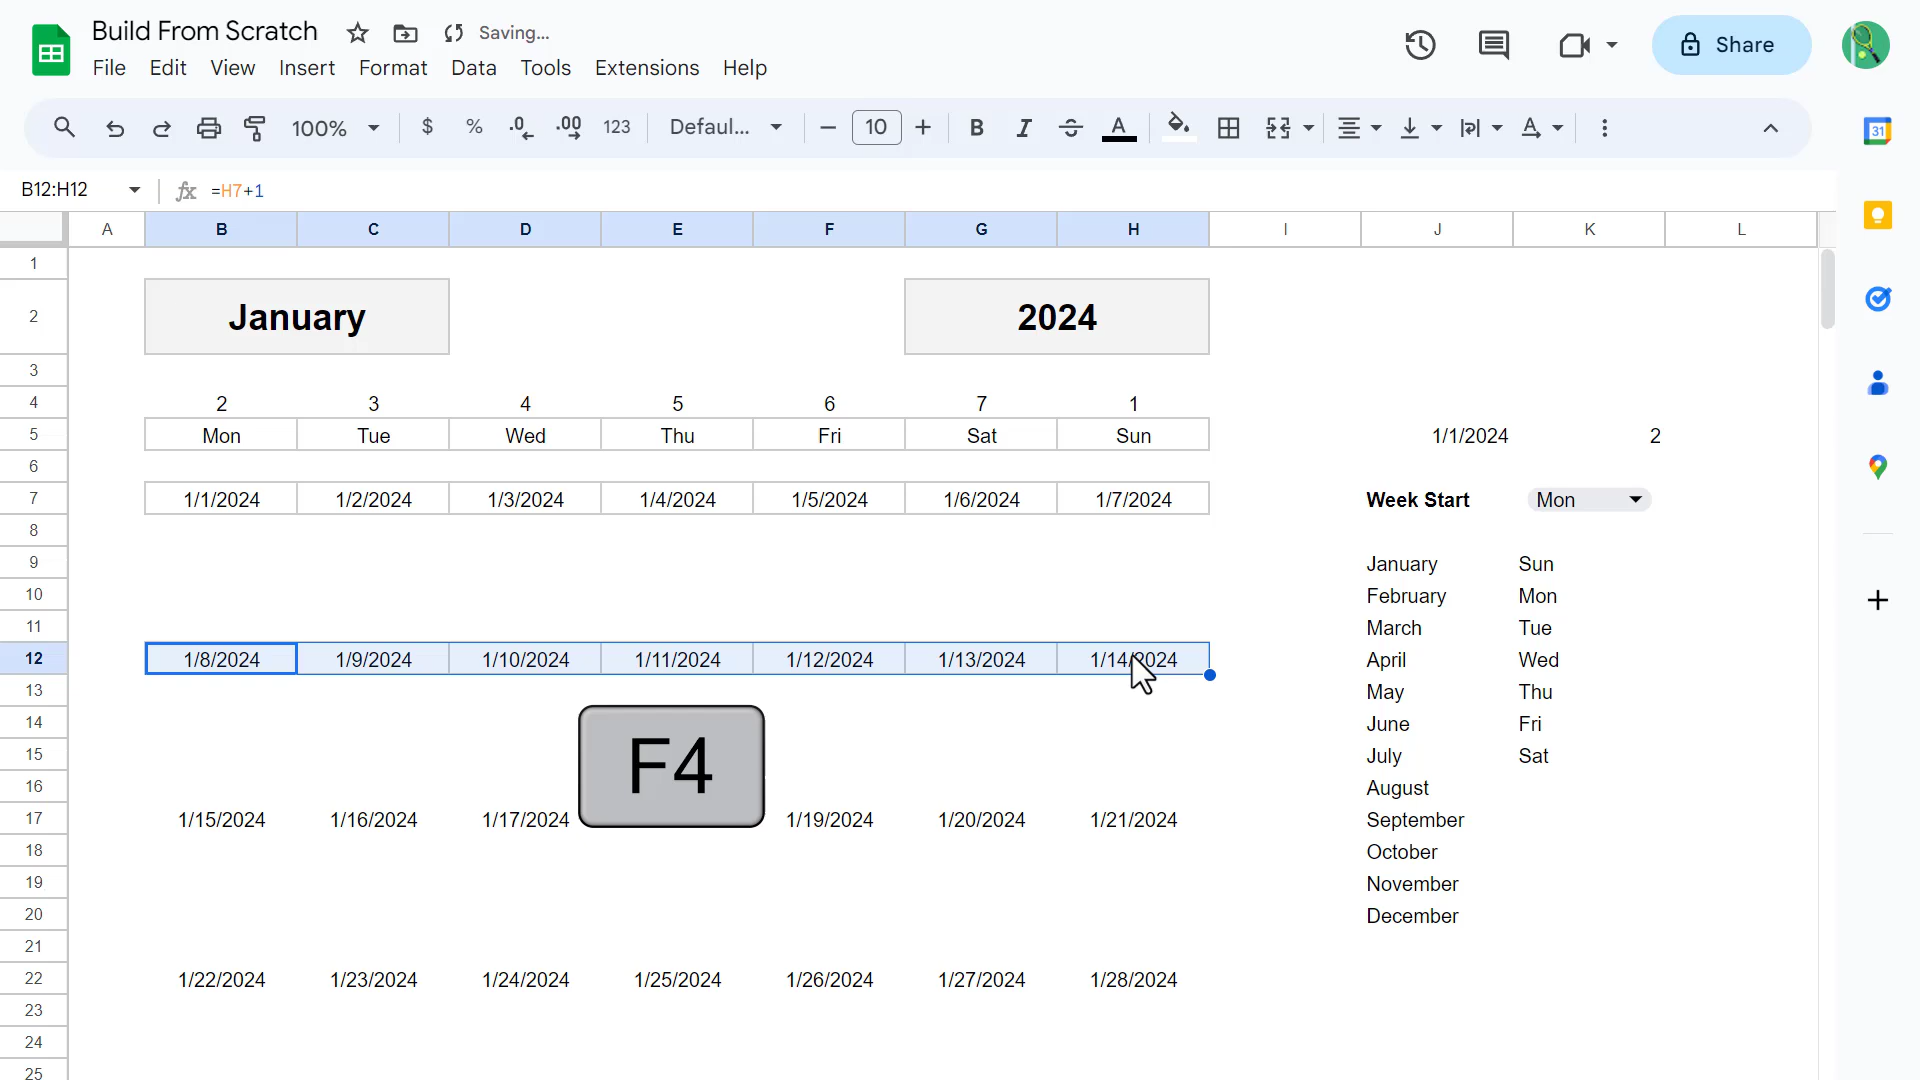 Build From Scratch Saving...
File Edit View Insert Format Data Tools Extensions Help
Share
100% $ % .0 .00 123 Defaul... 10 B I A A
31
B12:H12 fx =H7+1
A B C D E F G H I J K L
1
2 January 2024
3
4 2 3 4 5 6 7 1
5 Mon Tue Wed Thu Fri Sat Sun 1/1/2024 2
6
7 1/1/2024 1/2/2024 1/3/2024 1/4/2024 1/5/2024 1/6/2024 1/7/2024 Week Start Mon
8
9 January Sun
10 February Mon
11 March Tue
12 1/8/2024 1/9/2024 1/10/2024 1/11/2024 1/12/2024 1/13/2024 1/14/2024 April Wed
13 May Thu
14 June Fri
15 July Sat
F4
16 August
17 1/15/2024 1/16/2024 1/17/2024 1/19/2024 1/20/2024 1/21/2024 September
18 October
19 November
20 December
21
22 1/22/2024 1/23/2024 1/24/2024 1/25/2024 1/26/2024 1/27/2024 1/28/2024
23
24
25